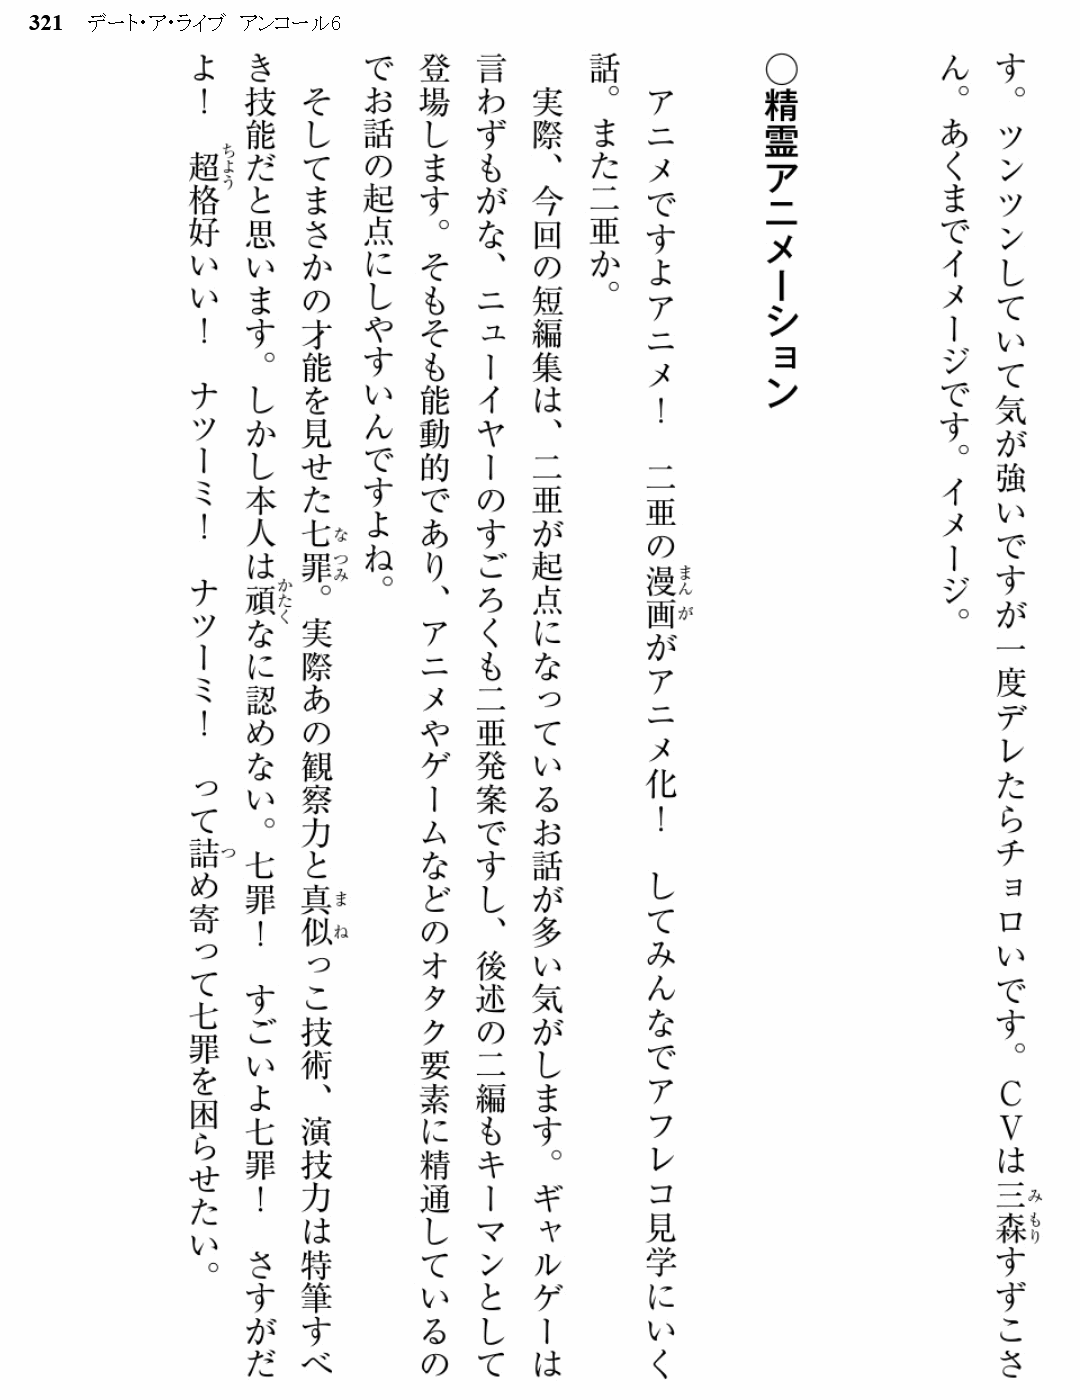 321 デート・ア・ライブ アンコール6
す。ツンツンしていて気が強いですが一度デレたらチョロいです。CVは三森すずこさ
ん。あくまでイメージです。イメージ。
○精霊アニメーション
アニメですよアニメ！　二亜の漫画がアニメ化！　してみんなでアフレコ見学にいく
話。また二亜か。
実際、今回の短編集は、二亜が起点になっているお話が多い気がします。ギャルゲーは
言わずもがな、ニューイヤーのすごろくも二亜発案ですし、後述の二編もキーマンとして
登場します。そもそも能動的であり、アニメやゲームなどのオタク要素に精通しているの
でお話の起点にしやすいんですよね。
そしてまさかの才能を見せた七罪。実際あの観察力と真似っこ技術、演技力は特筆すべ
き技能だと思います。しかし本人は頑なに認めない。七罪！　すごいよ七罪！　さすがだ
よ！　超格好いい！　ナツーミ！　ナツーミ！　って詰め寄って七罪を困らせたい。